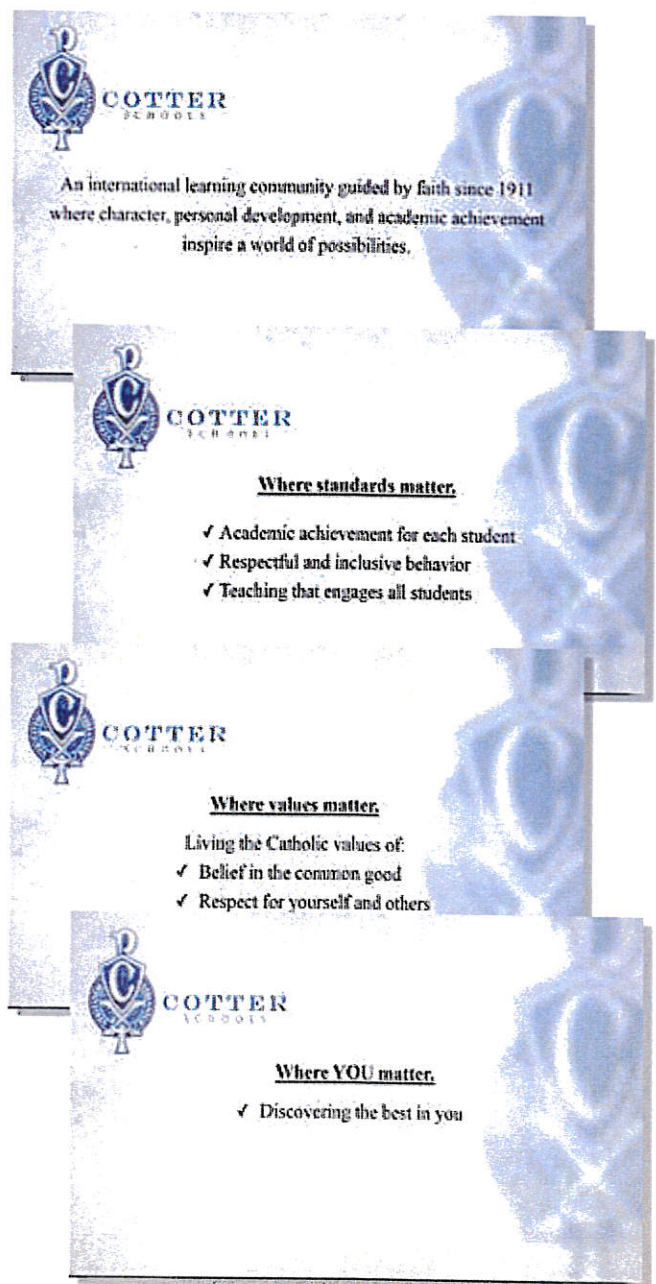 COTTER
SCHOOLS
An international learning community guided by faith since 1911
where character, personal development, and academic achievement
inspire a world of possibilities.
COTTER
SCHOOLS
Where standards matter.
✓ Academic achievement for each student
✓ Respectful and inclusive behavior
✓ Teaching that engages all students
COTTER
SCHOOLS
Where values matter.
Living the Catholic values of:
✓ Belief in the common good
✓ Respect for yourself and others
COTTER
SCHOOLS
Where YOU matter.
✓ Discovering the best in you